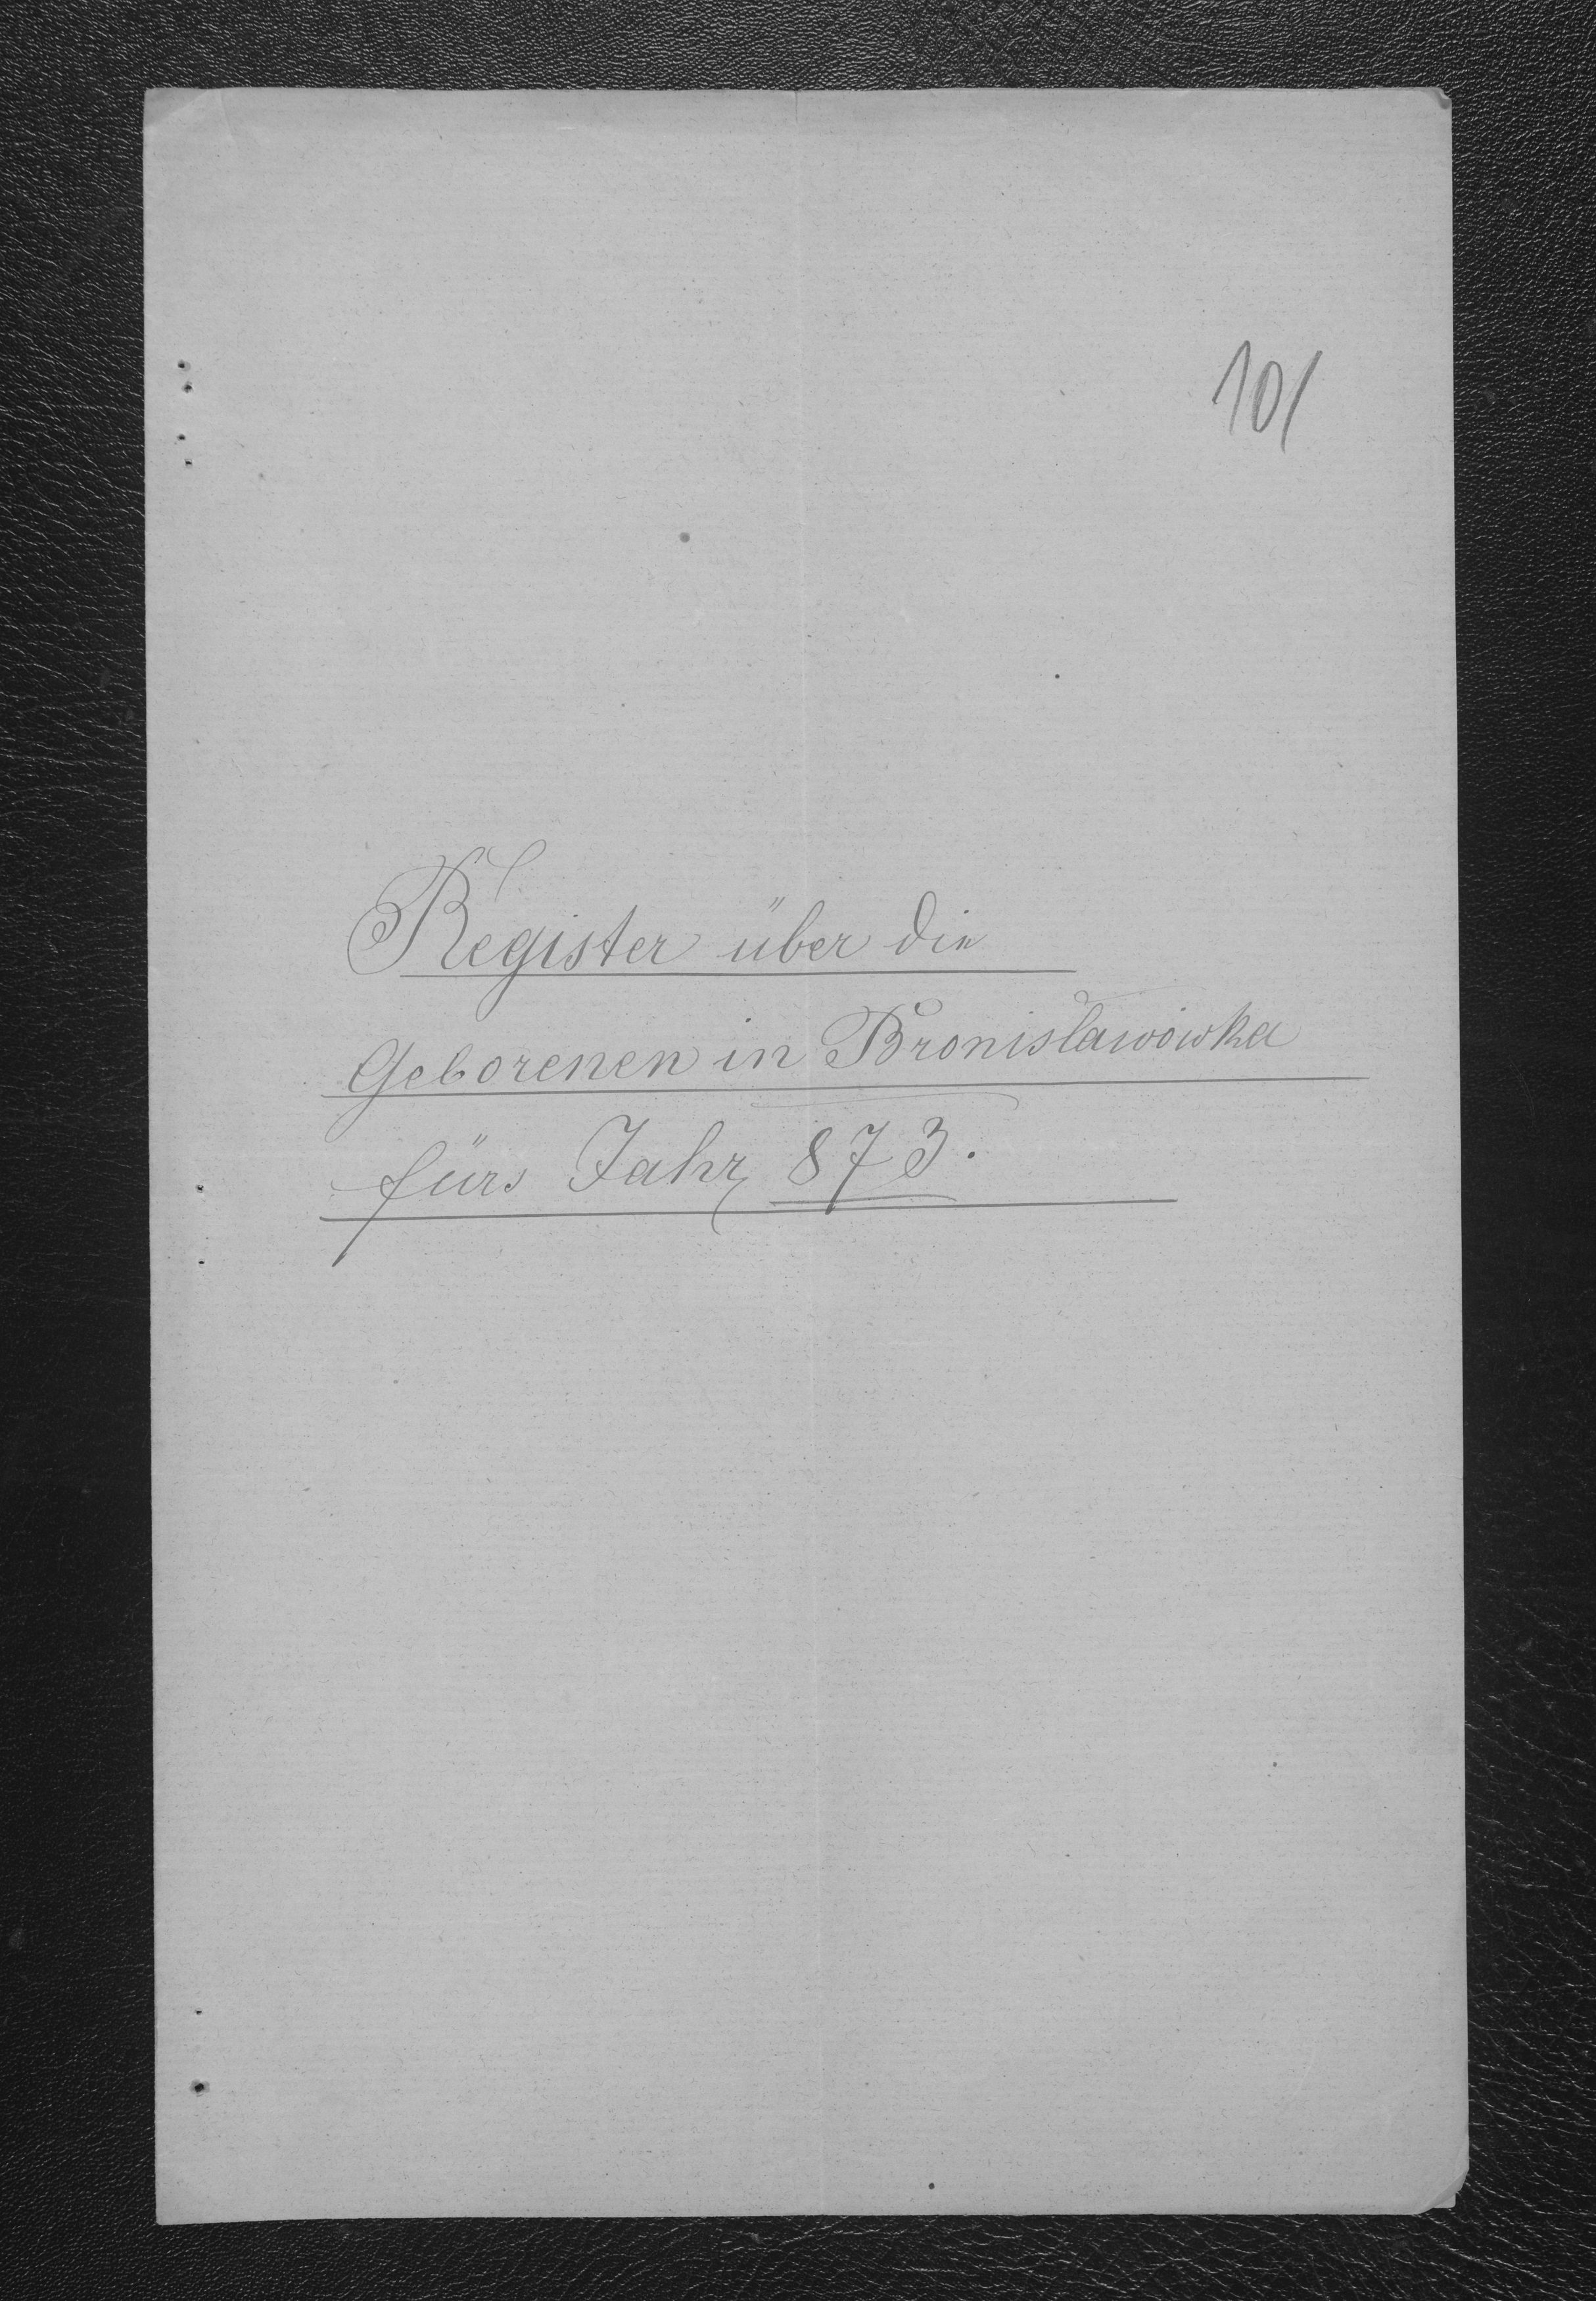 101
Register über die
Geborenen in Bronisławówka
fürs Jahr 873.